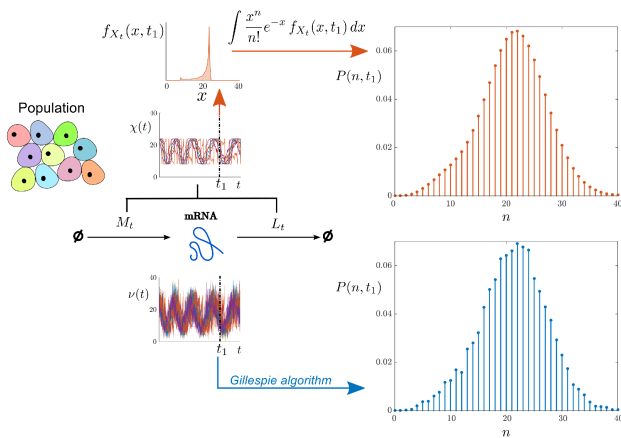 f_{X_t}(x, t_1)
∫ x^n/n! e^{-x} f_{X_t}(x, t_1) dx
0 20 40
x
Population
χ(t)
30
10
0
t_1 t
M_t
mRNA
L_t
Ø
Ø
ν(t)
40
20
0
t_1 t
Gillespie algorithm
P(n, t_1)
0.06
0.04
0.02
0
0 10 20 30 40
n
P(n, t_1)
0.06
0.04
0.02
0
0 10 20 30 40
n